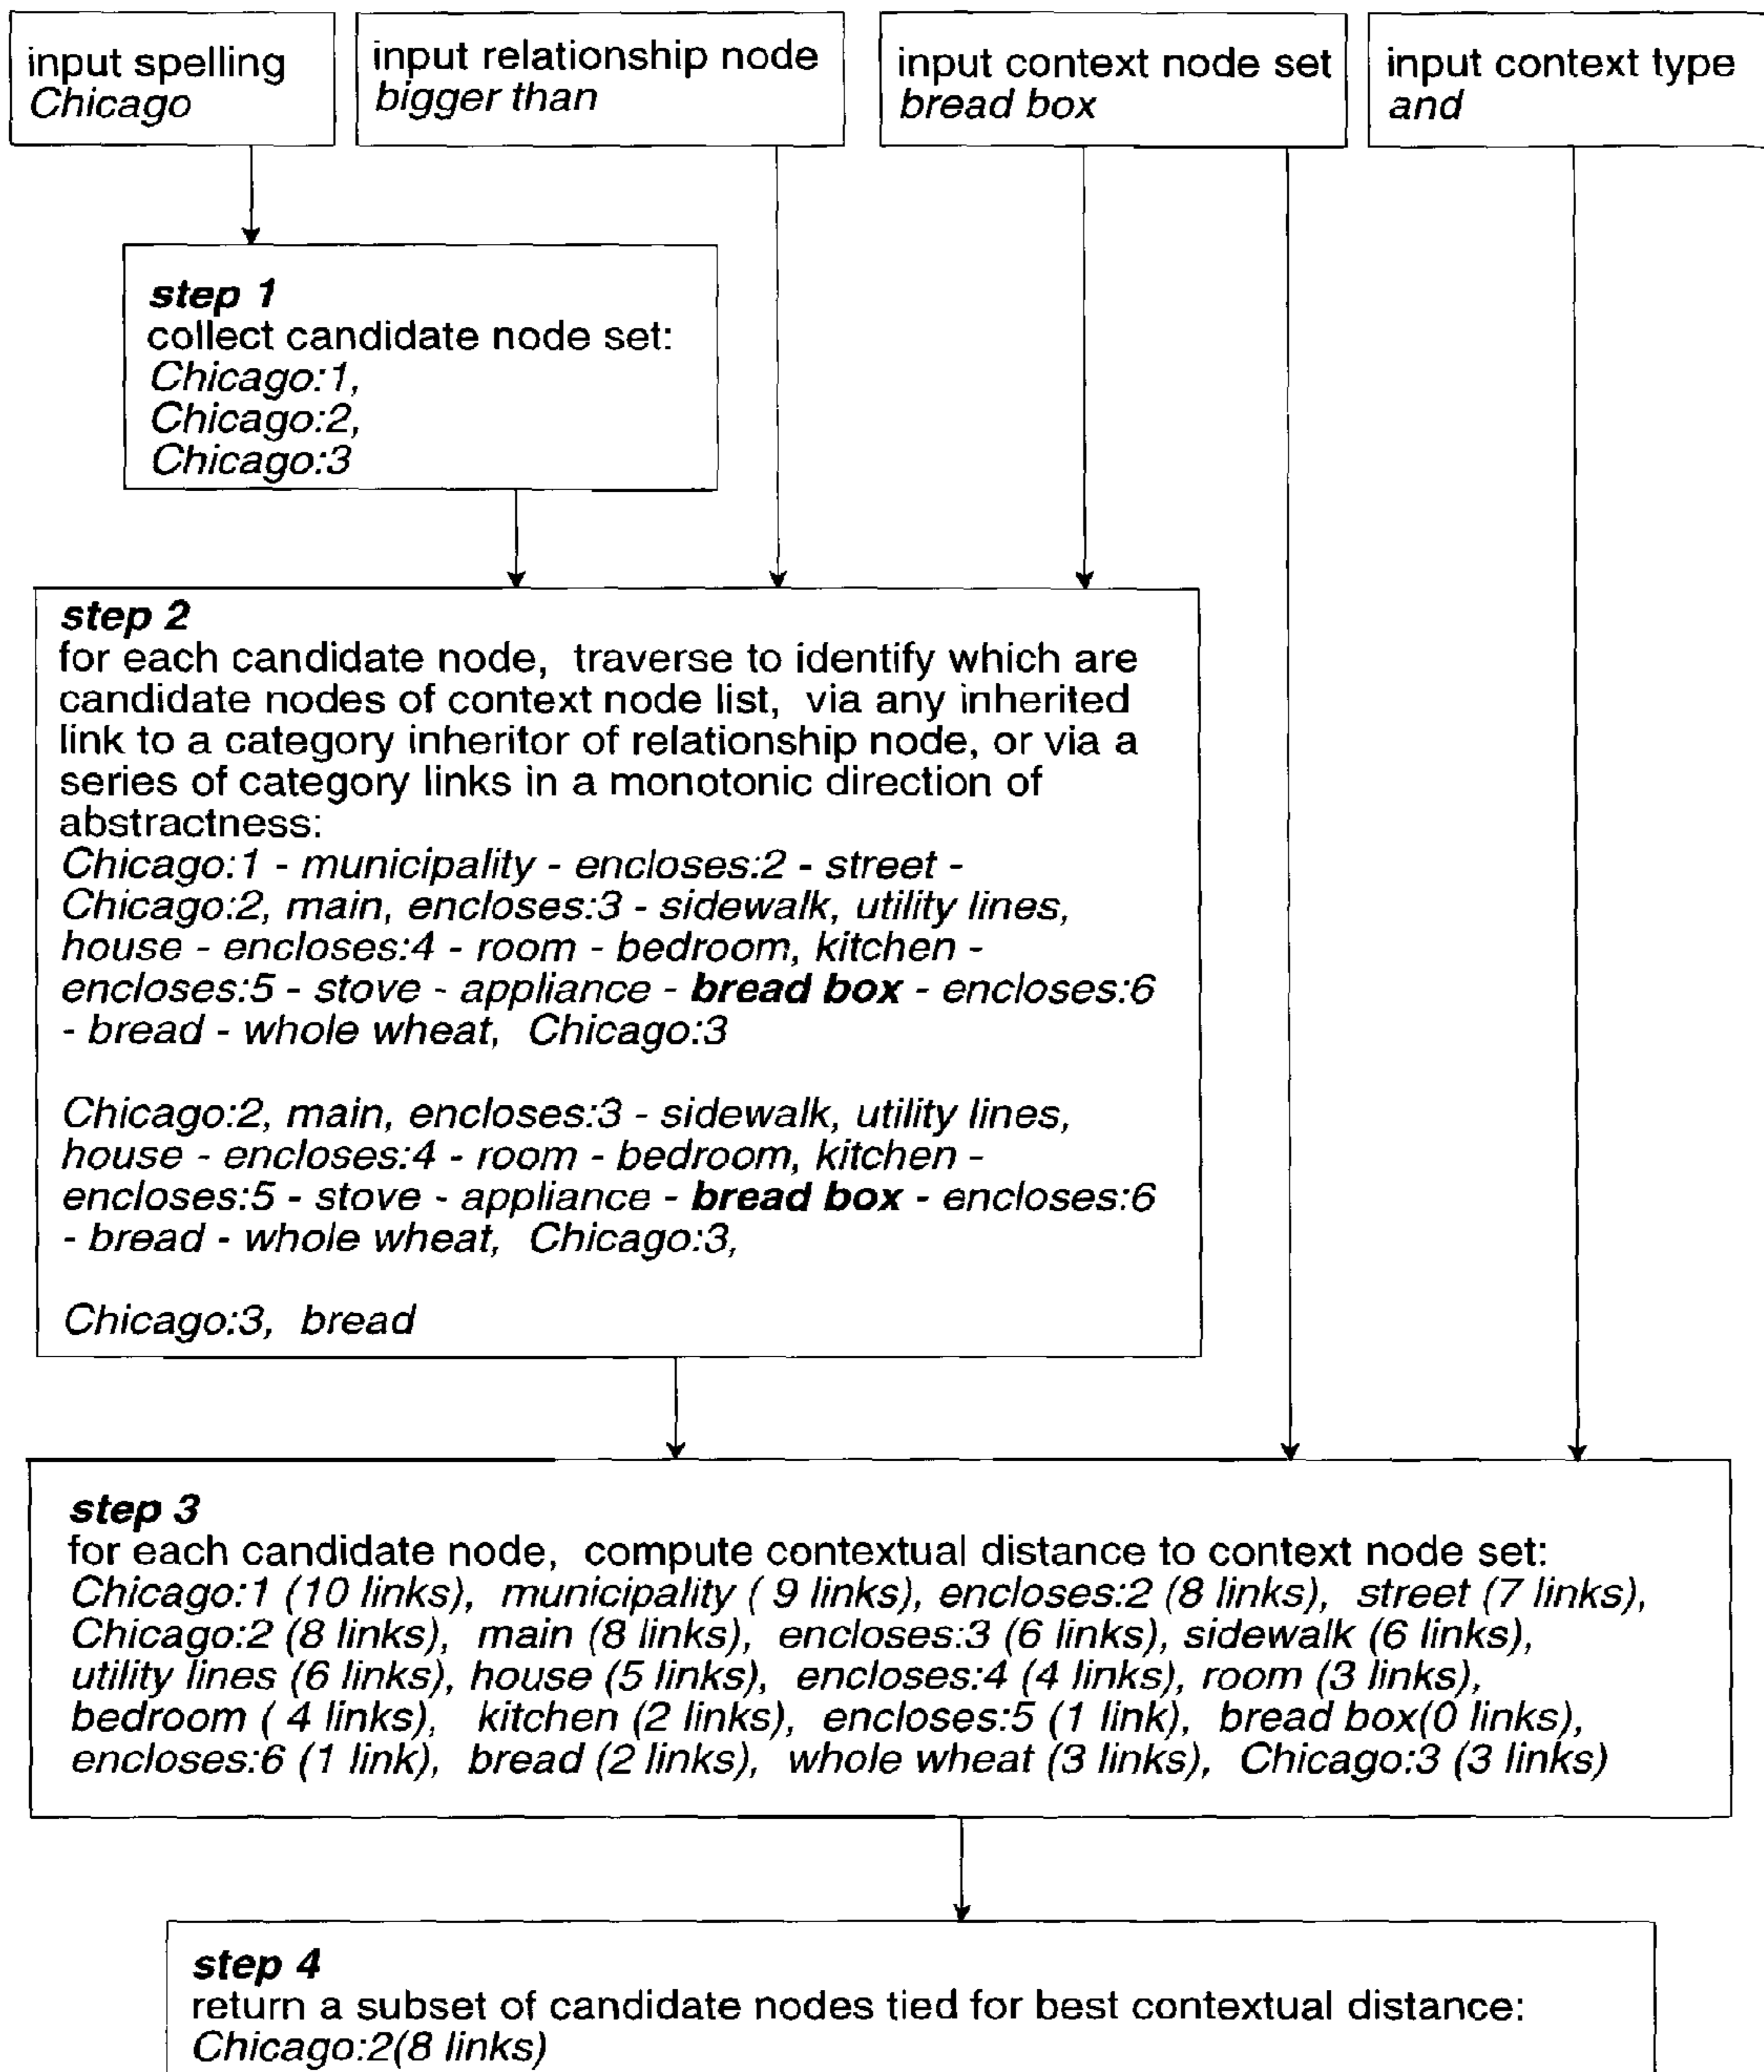 input spelling
Chicago
input relationship node
bigger than
input context node set
bread box
input context type
and
step 1
collect candidate node set:
Chicago:1,
Chicago:2,
Chicago:3
step 2
for each candidate node, traverse to identify which are
candidate nodes of context node list, via any inherited
link to a category inheritor of relationship node, or via a
series of category links in a monotonic direction of
abstractness:
Chicago:1 - municipality - encloses:2 - street -
Chicago:2, main, encloses:3 - sidewalk, utility lines,
house - encloses:4 - room - bedroom, kitchen -
encloses:5 - stove - appliance - bread box - encloses:6
- bread - whole wheat, Chicago:3
Chicago:2, main, encloses:3 - sidewalk, utility lines,
house - encloses:4 - room - bedroom, kitchen -
encloses:5 - stove - appliance - bread box - encloses:6
- bread - whole wheat, Chicago:3,
Chicago:3, bread
step 3
for each candidate node, compute contextual distance to context node set:
Chicago:1 (10 links), municipality ( 9 links), encloses:2 (8 links), street (7 links),
Chicago:2 (8 links), main (8 links), encloses:3 (6 links), sidewalk (6 links),
utility lines (6 links), house (5 links), encloses:4 (4 links), room (3 links),
bedroom ( 4 links), kitchen (2 links), encloses:5 (1 link), bread box(0 links),
encloses:6 (1 link), bread (2 links), whole wheat (3 links), Chicago:3 (3 links)
step 4
return a subset of candidate nodes tied for best contextual distance:
Chicago:2(8 links)